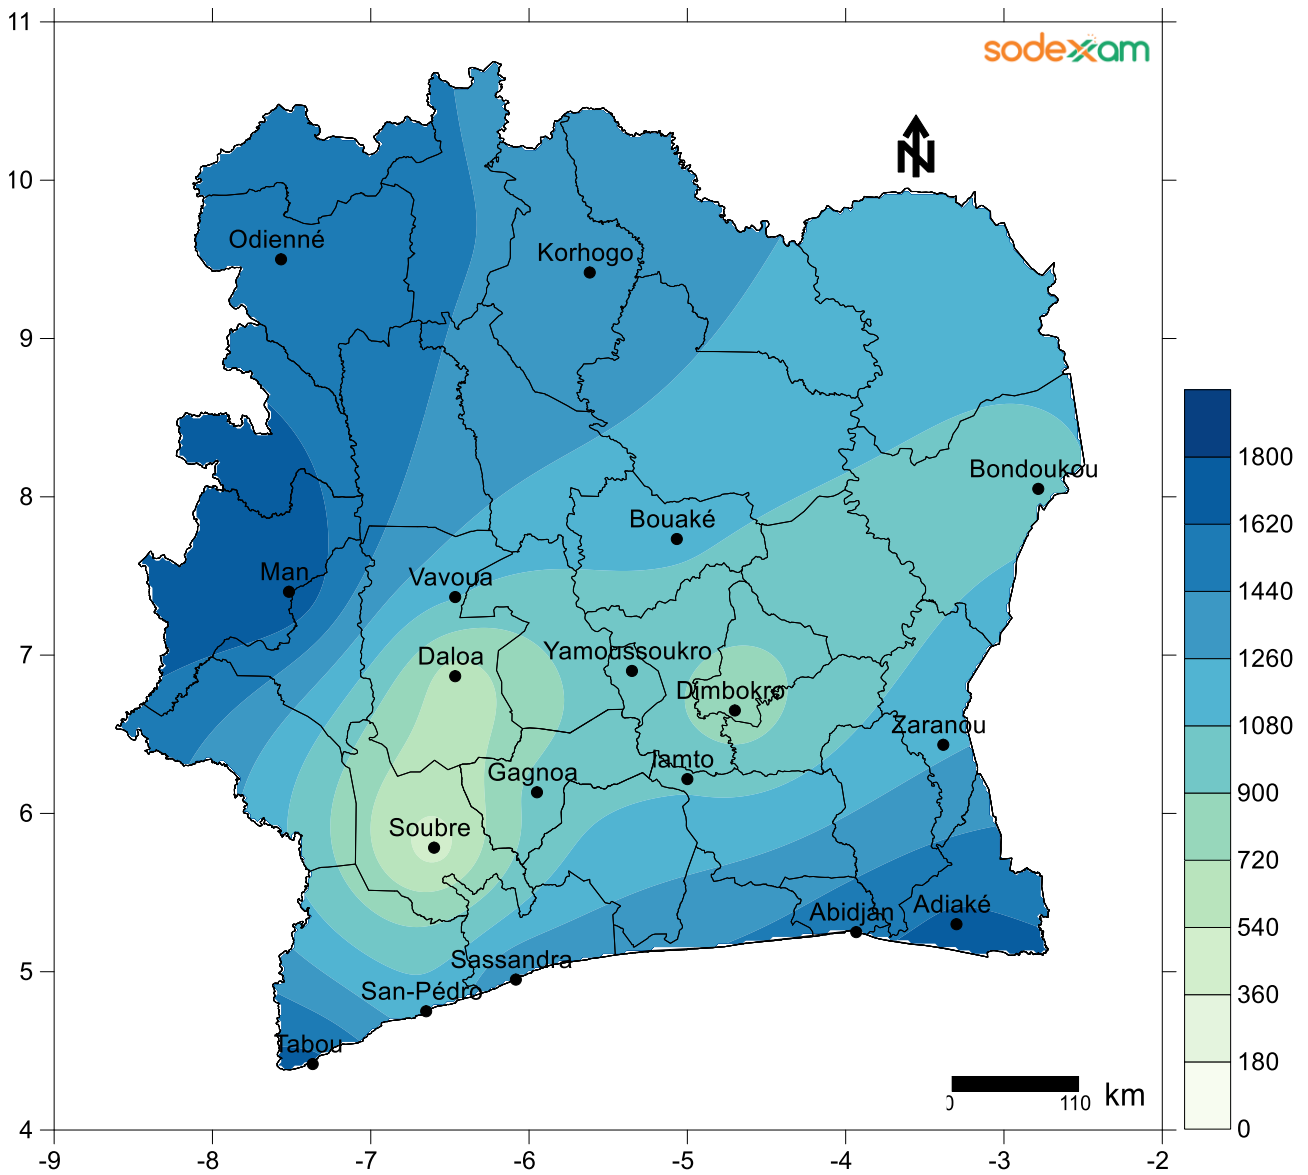 11
sodexam
N
10
Odienné
Korhogo
9
Bondoukou
1800
8
Bouaké
1620
Man
Vavoua
1440
7
Daloa
Yamoussoukro
1260
Dimbokro
Zaranou
1080
Gagnoa
lamto
900
6
Soubre
720
Abidjan
Adiaké
540
5
Sassandra
San-Pédro
360
Tabou
180
0 110 km
4
0
-9 -8 -7 -6 -5 -4 -3 -2